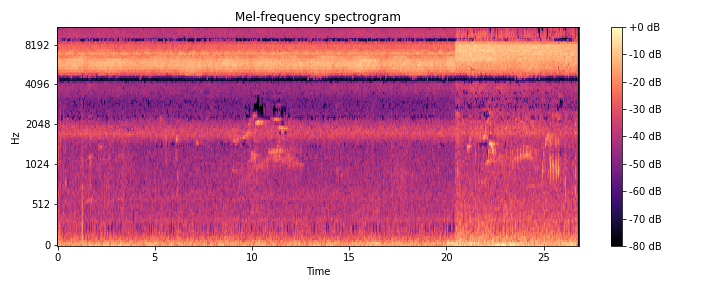 Mel-frequency spectrogram
Hz
8192
4096
2048
1024
512
0
0 5 10 15 20 25
Time
+0 dB
-10 dB
-20 dB
-30 dB
-40 dB
-50 dB
-60 dB
-70 dB
-80 dB